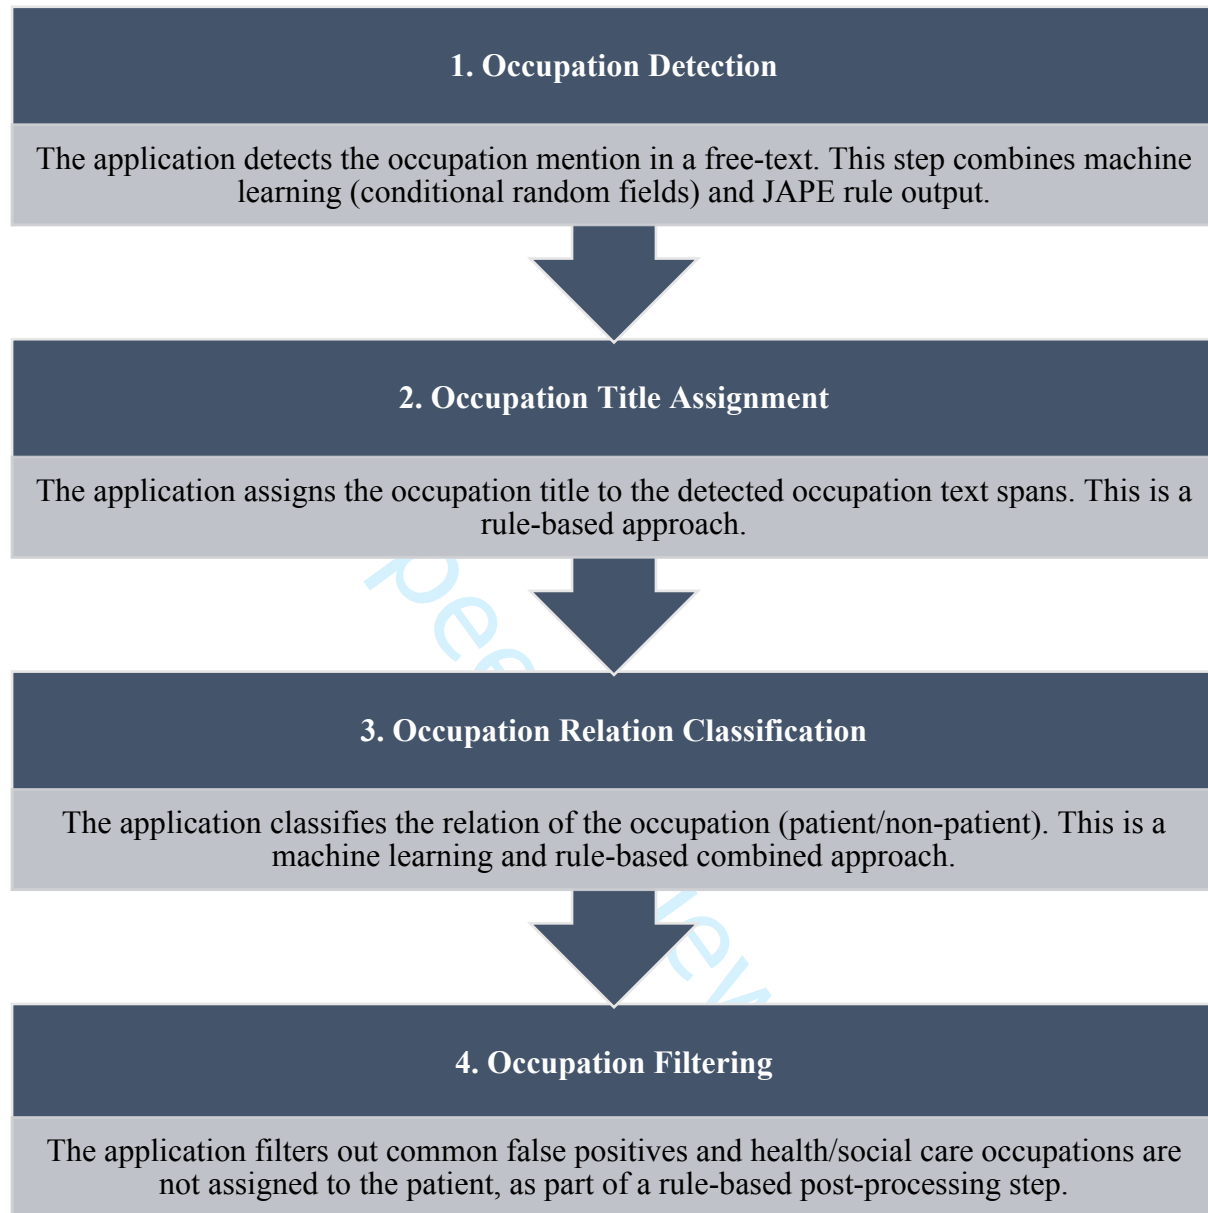 1. Occupation Detection
The application detects the occupation mention in a free-text. This step combines machine
learning (conditional random fields) and JAPE rule output.
2. Occupation Title Assignment
The application assigns the occupation title to the detected occupation text spans. This is a
rule-based approach.
3. Occupation Relation Classification
The application classifies the relation of the occupation (patient/non-patient). This is a
machine learning and rule-based combined approach.
4. Occupation Filtering
The application filters out common false positives and health/social care occupations are
not assigned to the patient, as part of a rule-based post-processing step.